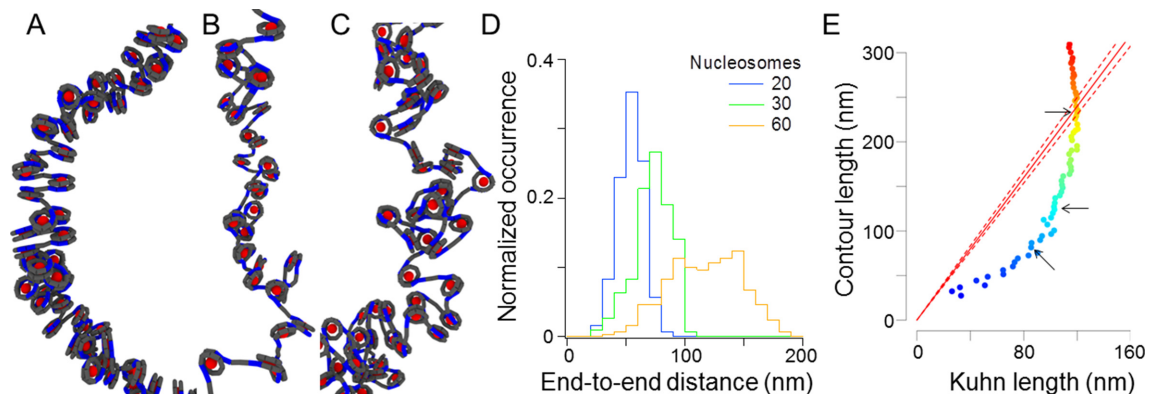 A B C D E
Normalized occurrence
0.4
0.2
0
Nucleosomes
20
30
60
0 100 200
End-to-end distance (nm)
Contour length (nm)
300
200
100
0
0 80 160
Kuhn length (nm)